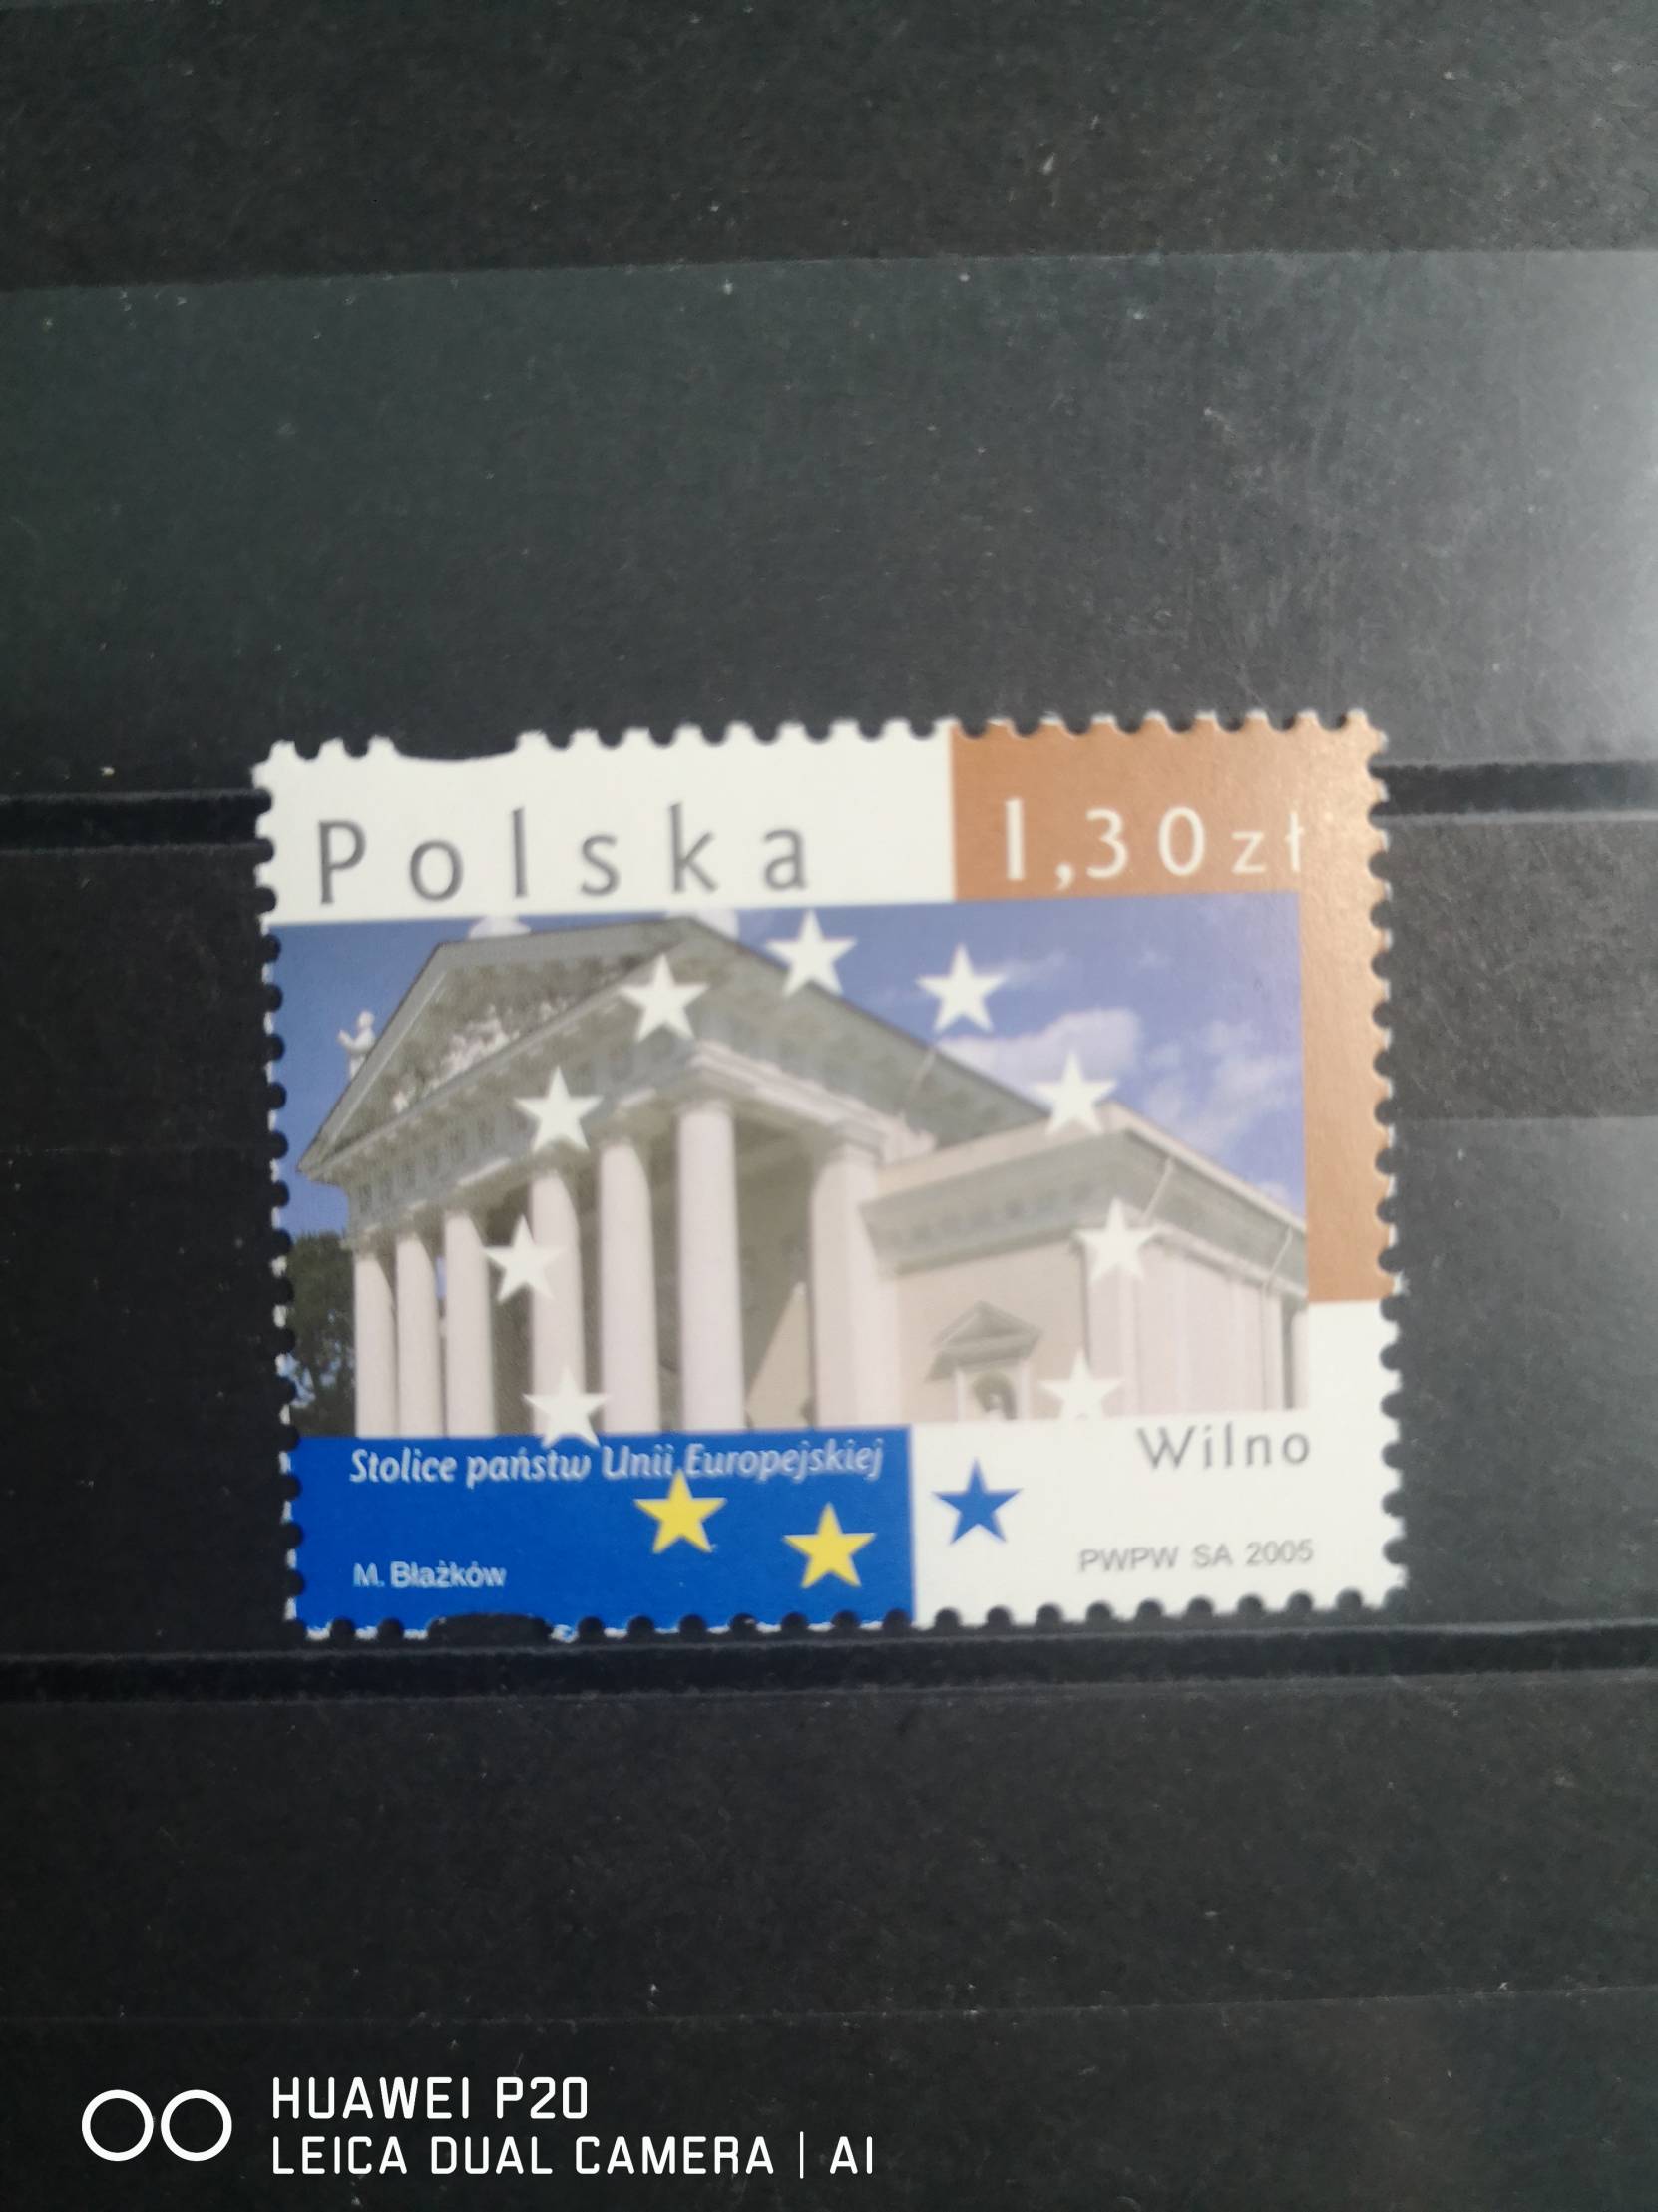 Polska
1,30 zł
Stolice państw Unii Europejskiej
Wilno
M. Błażków
PWPW SA 2005
HUAWEI P20
LEICA DUAL CAMERA | AI